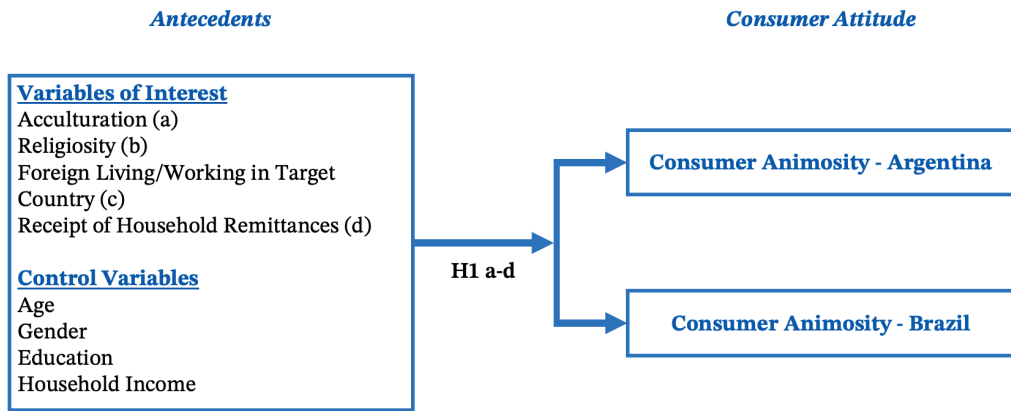 Antecedents
Consumer Attitude
Variables of Interest
Acculturation (a)
Religiosity (b)
Foreign Living/Working in Target
Country (c)
Receipt of Household Remittances (d)
Control Variables
Age
Gender
Education
Household Income
H1 a-d
Consumer Animosity - Argentina
Consumer Animosity - Brazil